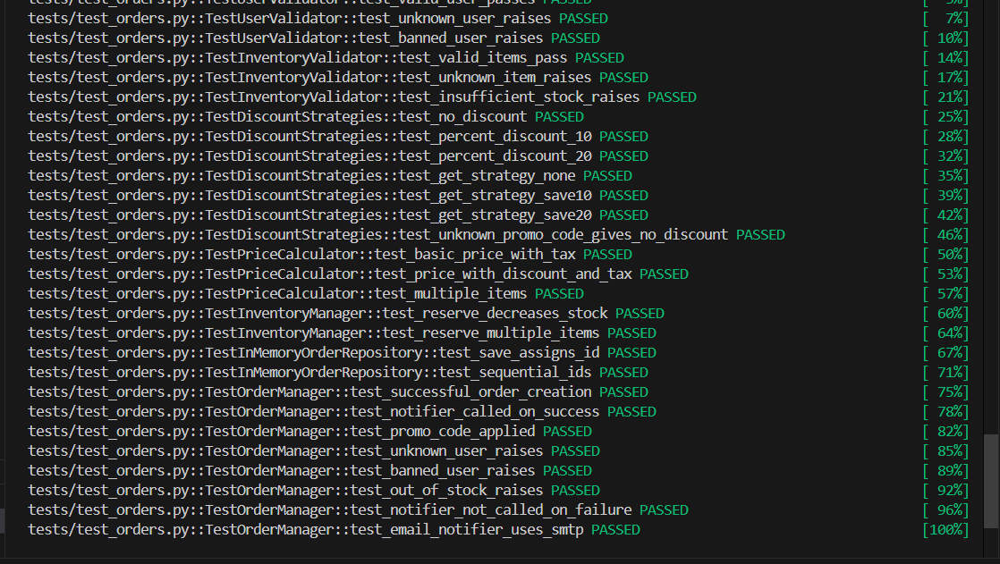 tests/test_orders.py::TestUserValidator::test_valid_user_passes PASSED [ 3%]
tests/test_orders.py::TestUserValidator::test_unknown_user_raises PASSED [ 7%]
tests/test_orders.py::TestUserValidator::test_banned_user_raises PASSED [ 10%]
tests/test_orders.py::TestInventoryValidator::test_valid_items_pass PASSED [ 14%]
tests/test_orders.py::TestInventoryValidator::test_unknown_item_raises PASSED [ 17%]
tests/test_orders.py::TestInventoryValidator::test_insufficient_stock_raises PASSED [ 21%]
tests/test_orders.py::TestDiscountStrategies::test_no_discount PASSED [ 25%]
tests/test_orders.py::TestDiscountStrategies::test_percent_discount_10 PASSED [ 28%]
tests/test_orders.py::TestDiscountStrategies::test_percent_discount_20 PASSED [ 32%]
tests/test_orders.py::TestDiscountStrategies::test_get_strategy_none PASSED [ 35%]
tests/test_orders.py::TestDiscountStrategies::test_get_strategy_save10 PASSED [ 39%]
tests/test_orders.py::TestDiscountStrategies::test_get_strategy_save20 PASSED [ 42%]
tests/test_orders.py::TestDiscountStrategies::test_unknown_promo_code_gives_no_discount PASSED [ 46%]
tests/test_orders.py::TestPriceCalculator::test_basic_price_with_tax PASSED [ 50%]
tests/test_orders.py::TestPriceCalculator::test_price_with_discount_and_tax PASSED [ 53%]
tests/test_orders.py::TestPriceCalculator::test_multiple_items PASSED [ 57%]
tests/test_orders.py::TestInventoryManager::test_reserve_decreases_stock PASSED [ 60%]
tests/test_orders.py::TestInventoryManager::test_reserve_multiple_items PASSED [ 64%]
tests/test_orders.py::TestInMemoryOrderRepository::test_save_assigns_id PASSED [ 67%]
tests/test_orders.py::TestInMemoryOrderRepository::test_sequential_ids PASSED [ 71%]
tests/test_orders.py::TestOrderManager::test_successful_order_creation PASSED [ 75%]
tests/test_orders.py::TestOrderManager::test_notifier_called_on_success PASSED [ 78%]
tests/test_orders.py::TestOrderManager::test_promo_code_applied PASSED [ 82%]
tests/test_orders.py::TestOrderManager::test_unknown_user_raises PASSED [ 85%]
tests/test_orders.py::TestOrderManager::test_banned_user_raises PASSED [ 89%]
tests/test_orders.py::TestOrderManager::test_out_of_stock_raises PASSED [ 92%]
tests/test_orders.py::TestOrderManager::test_notifier_not_called_on_failure PASSED [ 96%]
tests/test_orders.py::TestOrderManager::test_email_notifier_uses_smtp PASSED [100%]